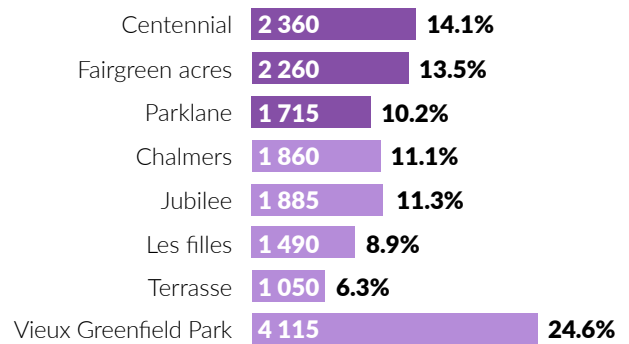 Centennial 2 360 14.1%
Fairgreen acres 2 260 13.5%
Parklane 1 715 10.2%
Chalmers 1 860 11.1%
Jubilee 1 885 11.3%
Les filles 1 490 8.9%
Terrasse 1 050 6.3%
Vieux Greenfield Park 4 115 24.6%